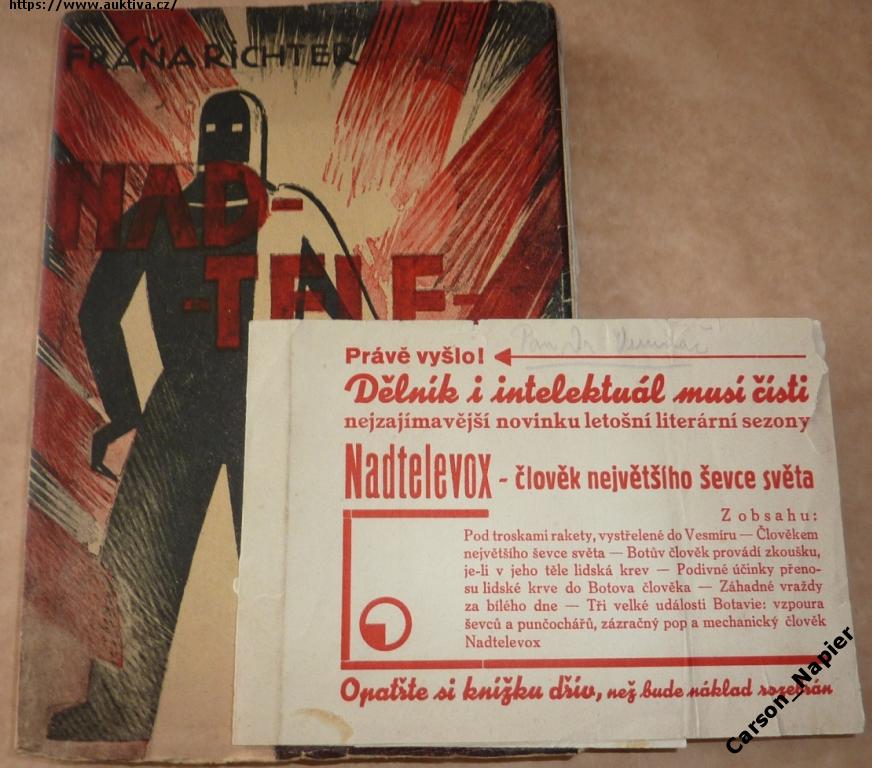 https://www.auktiva.cz/
FRÁŇA RICHTER
NAD-
-TELE-
Právě vyšlo!
Dělník i intelektuál musí čísti
nejzajímavější novinku letošní literární sezony
Nadtelevox - člověk největšího ševce světa
Z obsahu:
Pod troskami rakety, vystřelené do Vesmíru — Člověkem
největšího ševce světa — Botův člověk provádí zkoušku,
je-li v jeho těle lidská krev — Podivné účinky přeno-
su lidské krve do Botova člověka — Záhadné vraždy
za bílého dne — Tři velké události Botavie: vzpoura
ševců a punčochářů, zázračný pop a mechanický člověk
Nadtelevox
Opatřte si knížku dřív, než bude náklad rozebrán
Carson_Napier